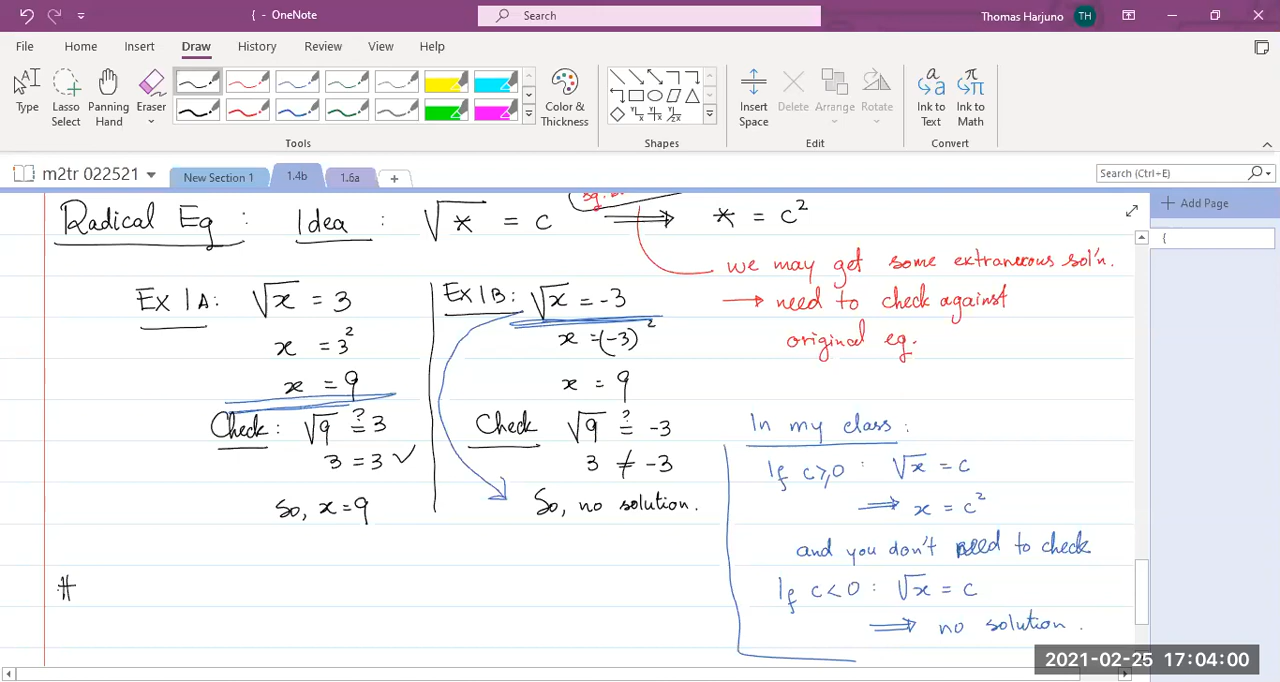 { - OneNote
Search
Thomas Harjuno
TH
File Home Insert Draw History Review View Help
Type
Lasso Select
Panning Hand
Eraser
Color & Thickness
Insert Space
Delete
Arrange
Rotate
Ink to Text
Ink to Math
Tools
Shapes
Edit
Convert
m2tr 022521
New Section 1
1.4b
1.6a
+
Search (Ctrl+E)
+ Add Page
{
Radical Eq : Idea : √* = c ⟹ * = c²
we may get some extraneous sol'n.
→ need to check against
original eq.
Ex 1A: √x = 3
x = 3²
x = 9
Check: √9 ≟ 3
3 = 3 ✓
So, x = 9
Ex 1B: √x = -3
x = (-3)²
x = 9
Check √9 ≟ -3
3 ≠ -3
So, no solution.
In my class:
If c ≥ 0 : √x = c
⟹ x = c²
and you don't need to check
If c < 0 : √x = c
⟹ no solution.
#
2021-02-25 17:04:00